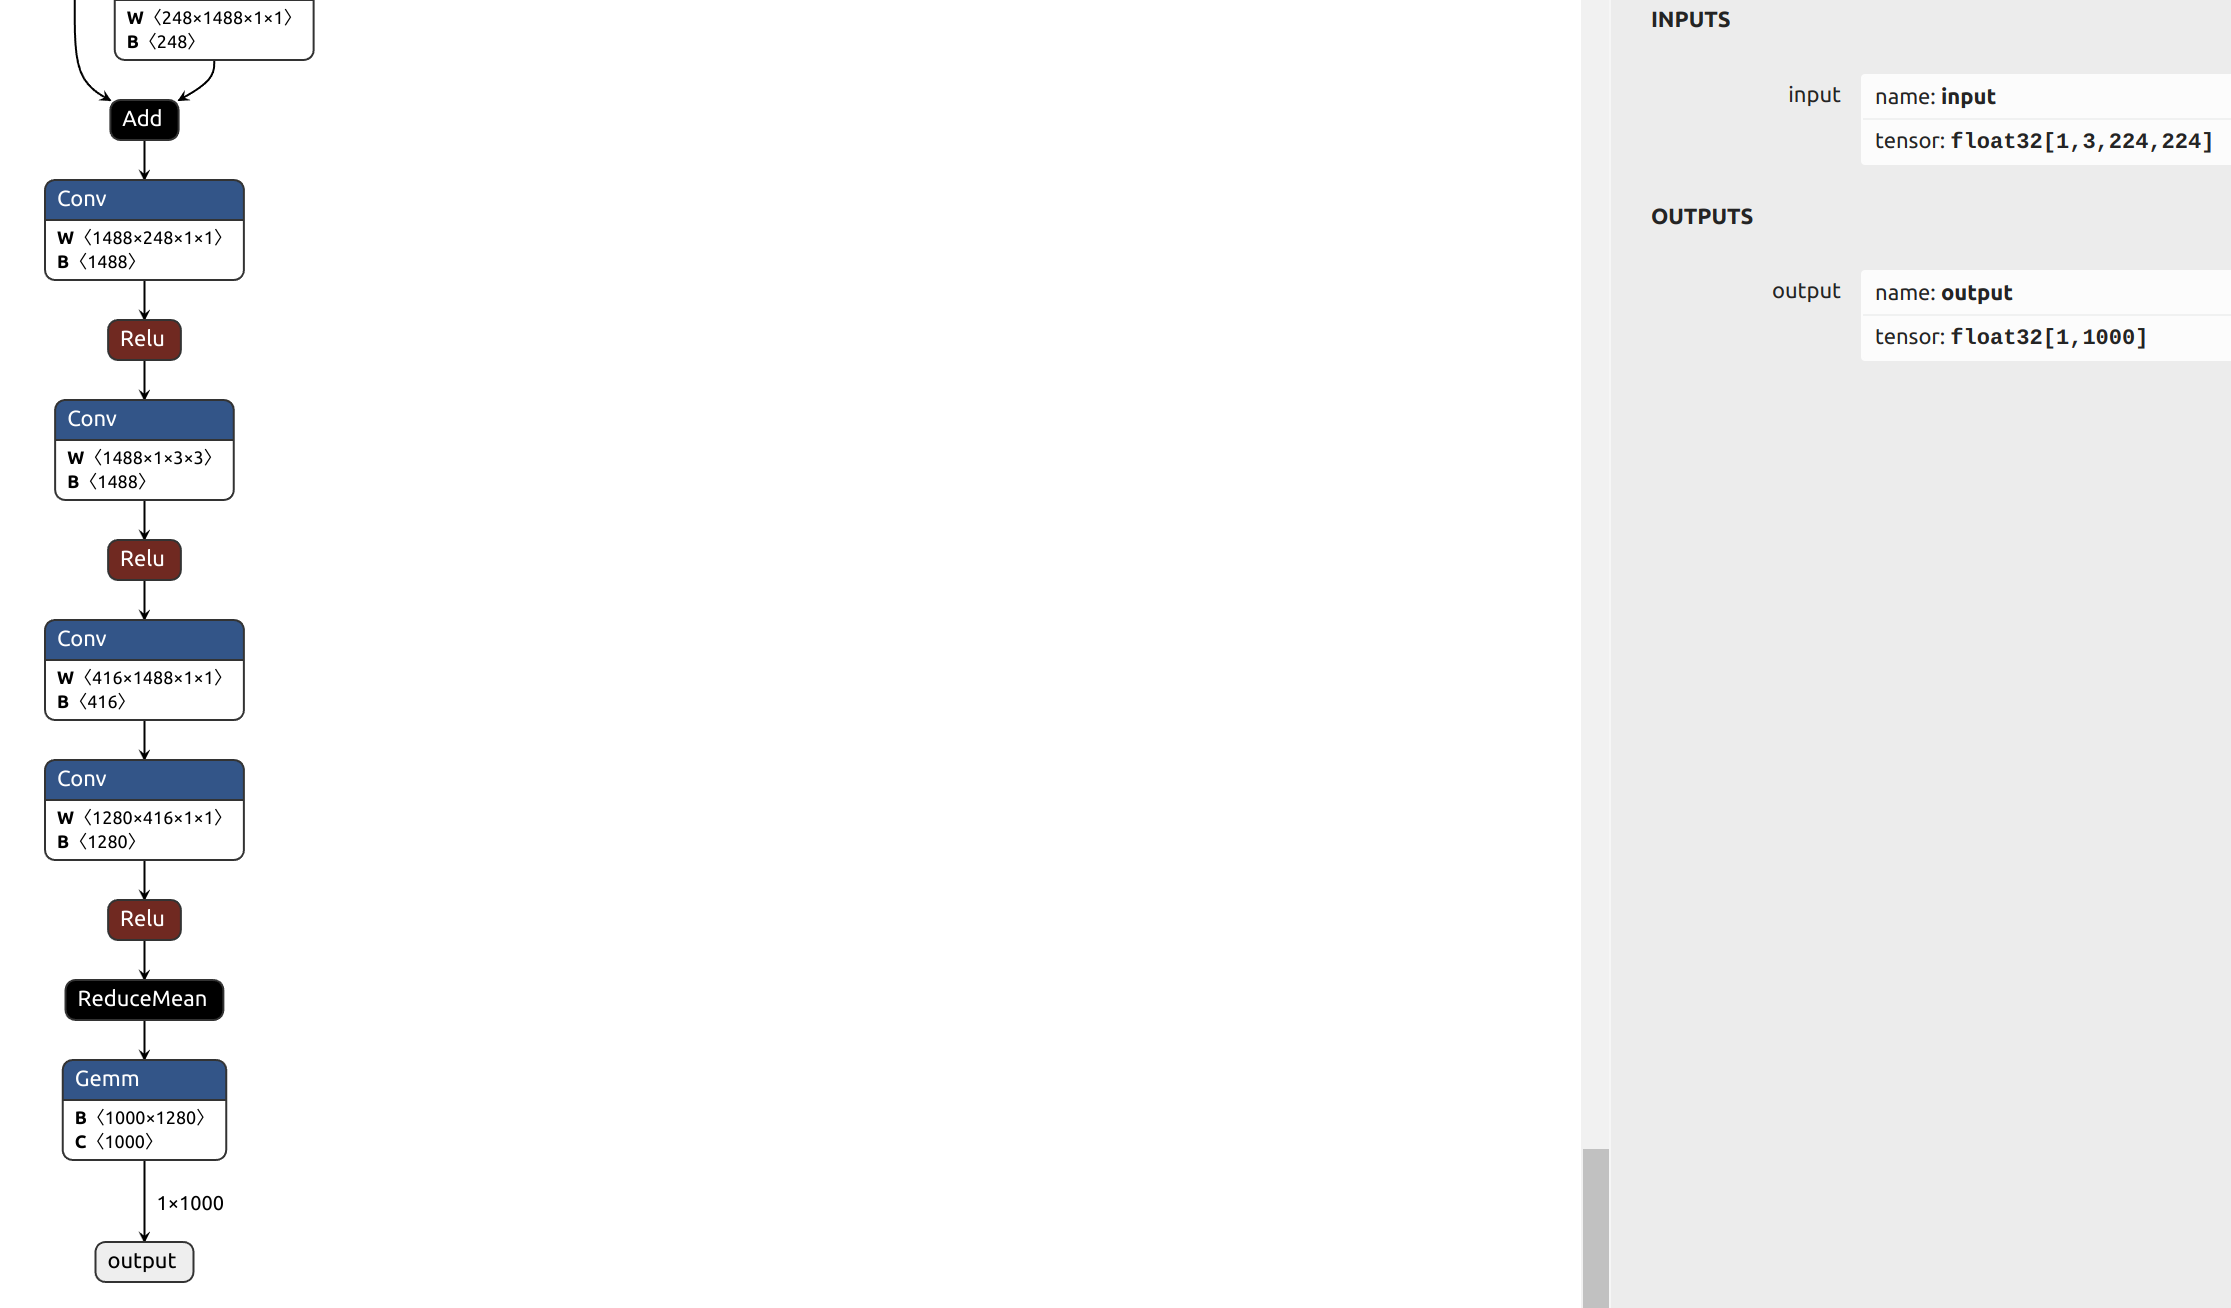 W 〈248×1488×1×1〉
B 〈248〉
Add
Conv
W 〈1488×248×1×1〉
B 〈1488〉
Relu
Conv
W 〈1488×1×3×3〉
B 〈1488〉
Relu
Conv
W 〈416×1488×1×1〉
B 〈416〉
Conv
W 〈1280×416×1×1〉
B 〈1280〉
Relu
ReduceMean
Gemm
B 〈1000×1280〉
C 〈1000〉
1×1000
output
INPUTS
input
name: input
tensor: float32[1,3,224,224]
OUTPUTS
output
name: output
tensor: float32[1,1000]